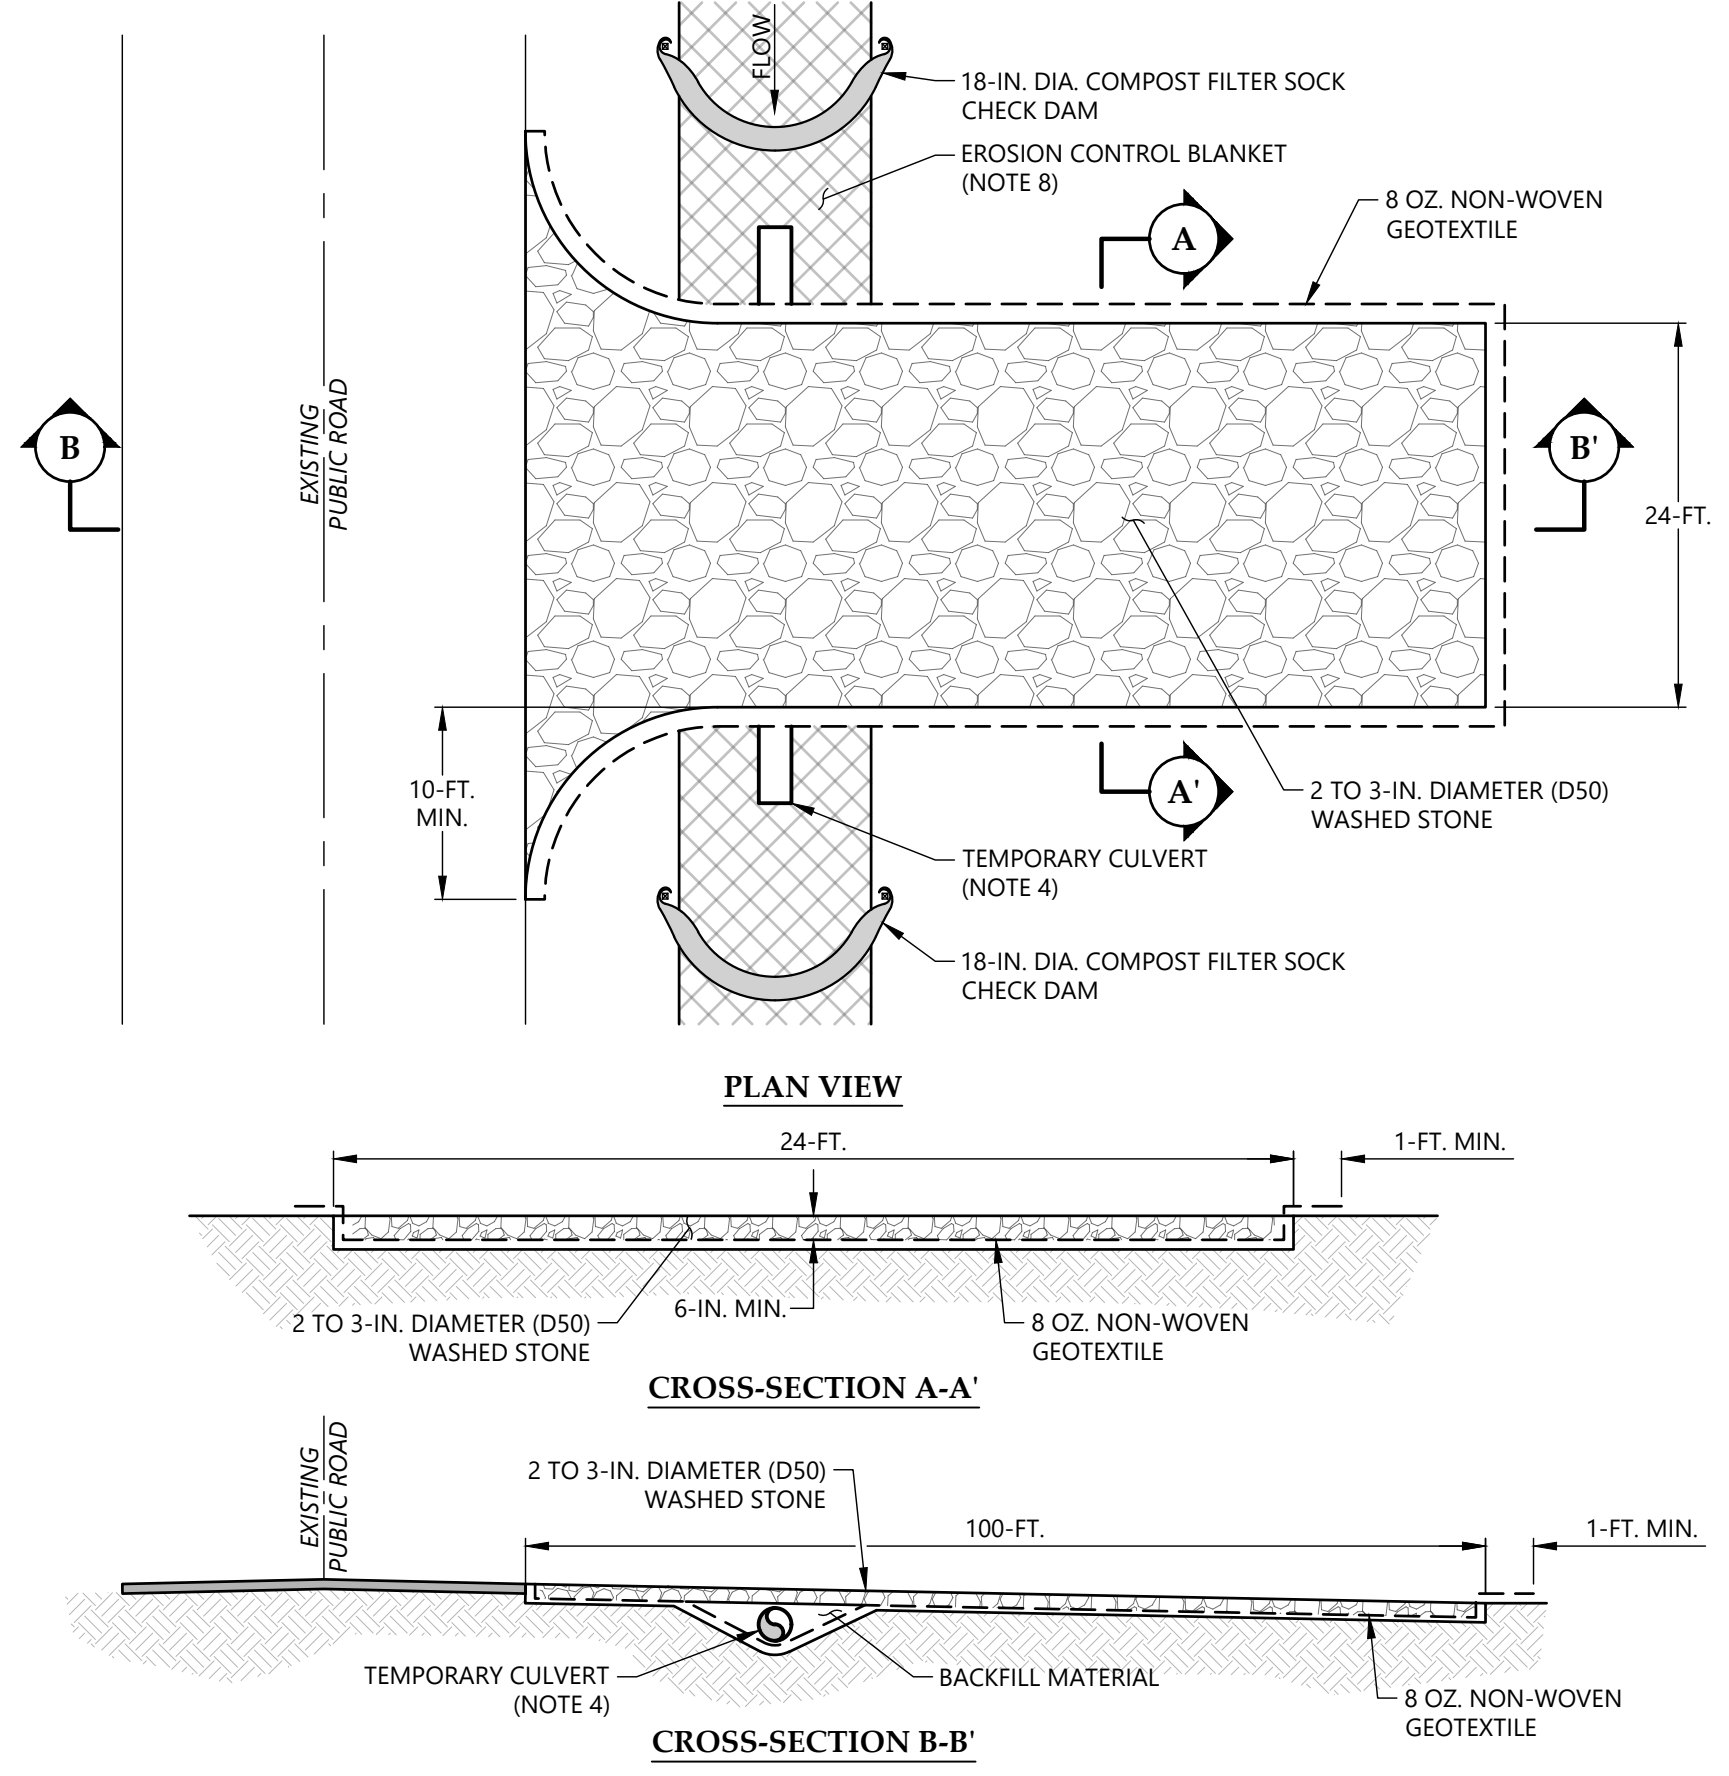 FLOW
18-IN. DIA. COMPOST FILTER SOCK
CHECK DAM
EROSION CONTROL BLANKET
(NOTE 8)
8 OZ. NON-WOVEN
GEOTEXTILE
A
EXISTING
PUBLIC ROAD
B
B'
24-FT.
10-FT.
MIN.
A'
2 TO 3-IN. DIAMETER (D50)
WASHED STONE
TEMPORARY CULVERT
(NOTE 4)
18-IN. DIA. COMPOST FILTER SOCK
CHECK DAM
PLAN VIEW
24-FT.
1-FT. MIN.
6-IN. MIN.
2 TO 3-IN. DIAMETER (D50)
WASHED STONE
8 OZ. NON-WOVEN
GEOTEXTILE
CROSS-SECTION A-A'
EXISTING
PUBLIC ROAD
2 TO 3-IN. DIAMETER (D50)
WASHED STONE
100-FT.
1-FT. MIN.
TEMPORARY CULVERT
(NOTE 4)
BACKFILL MATERIAL
8 OZ. NON-WOVEN
GEOTEXTILE
CROSS-SECTION B-B'